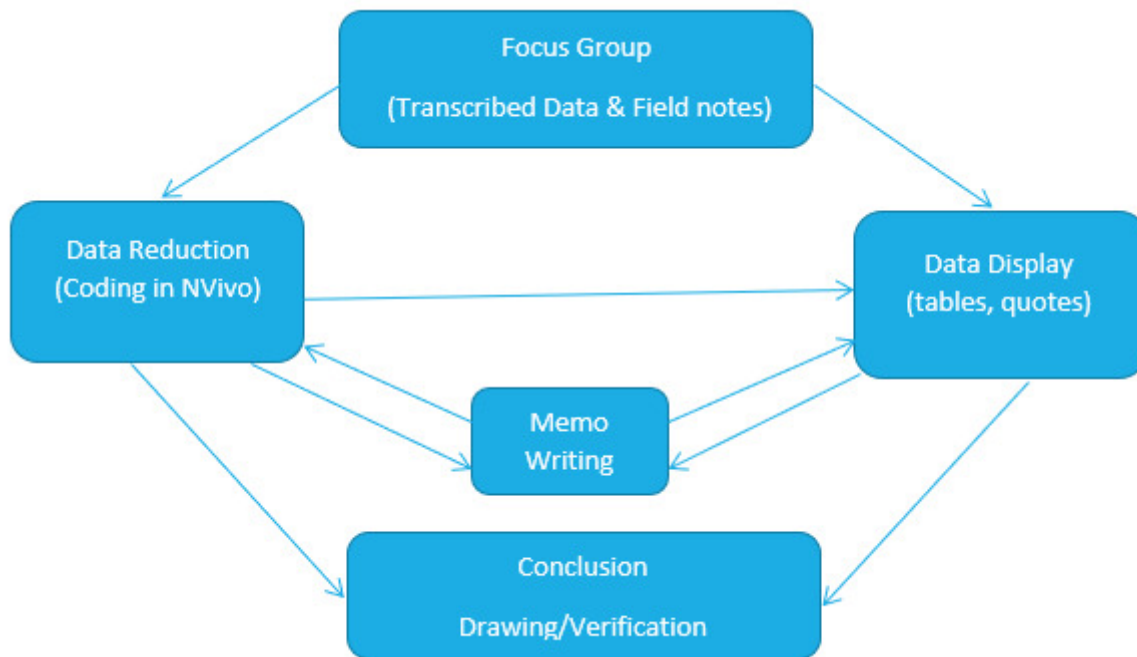 Focus Group
(Transcribed Data & Field notes)
Data Reduction
(Coding in NVivo)
Data Display
(tables, quotes)
Memo
Writing
Conclusion
Drawing/Verification